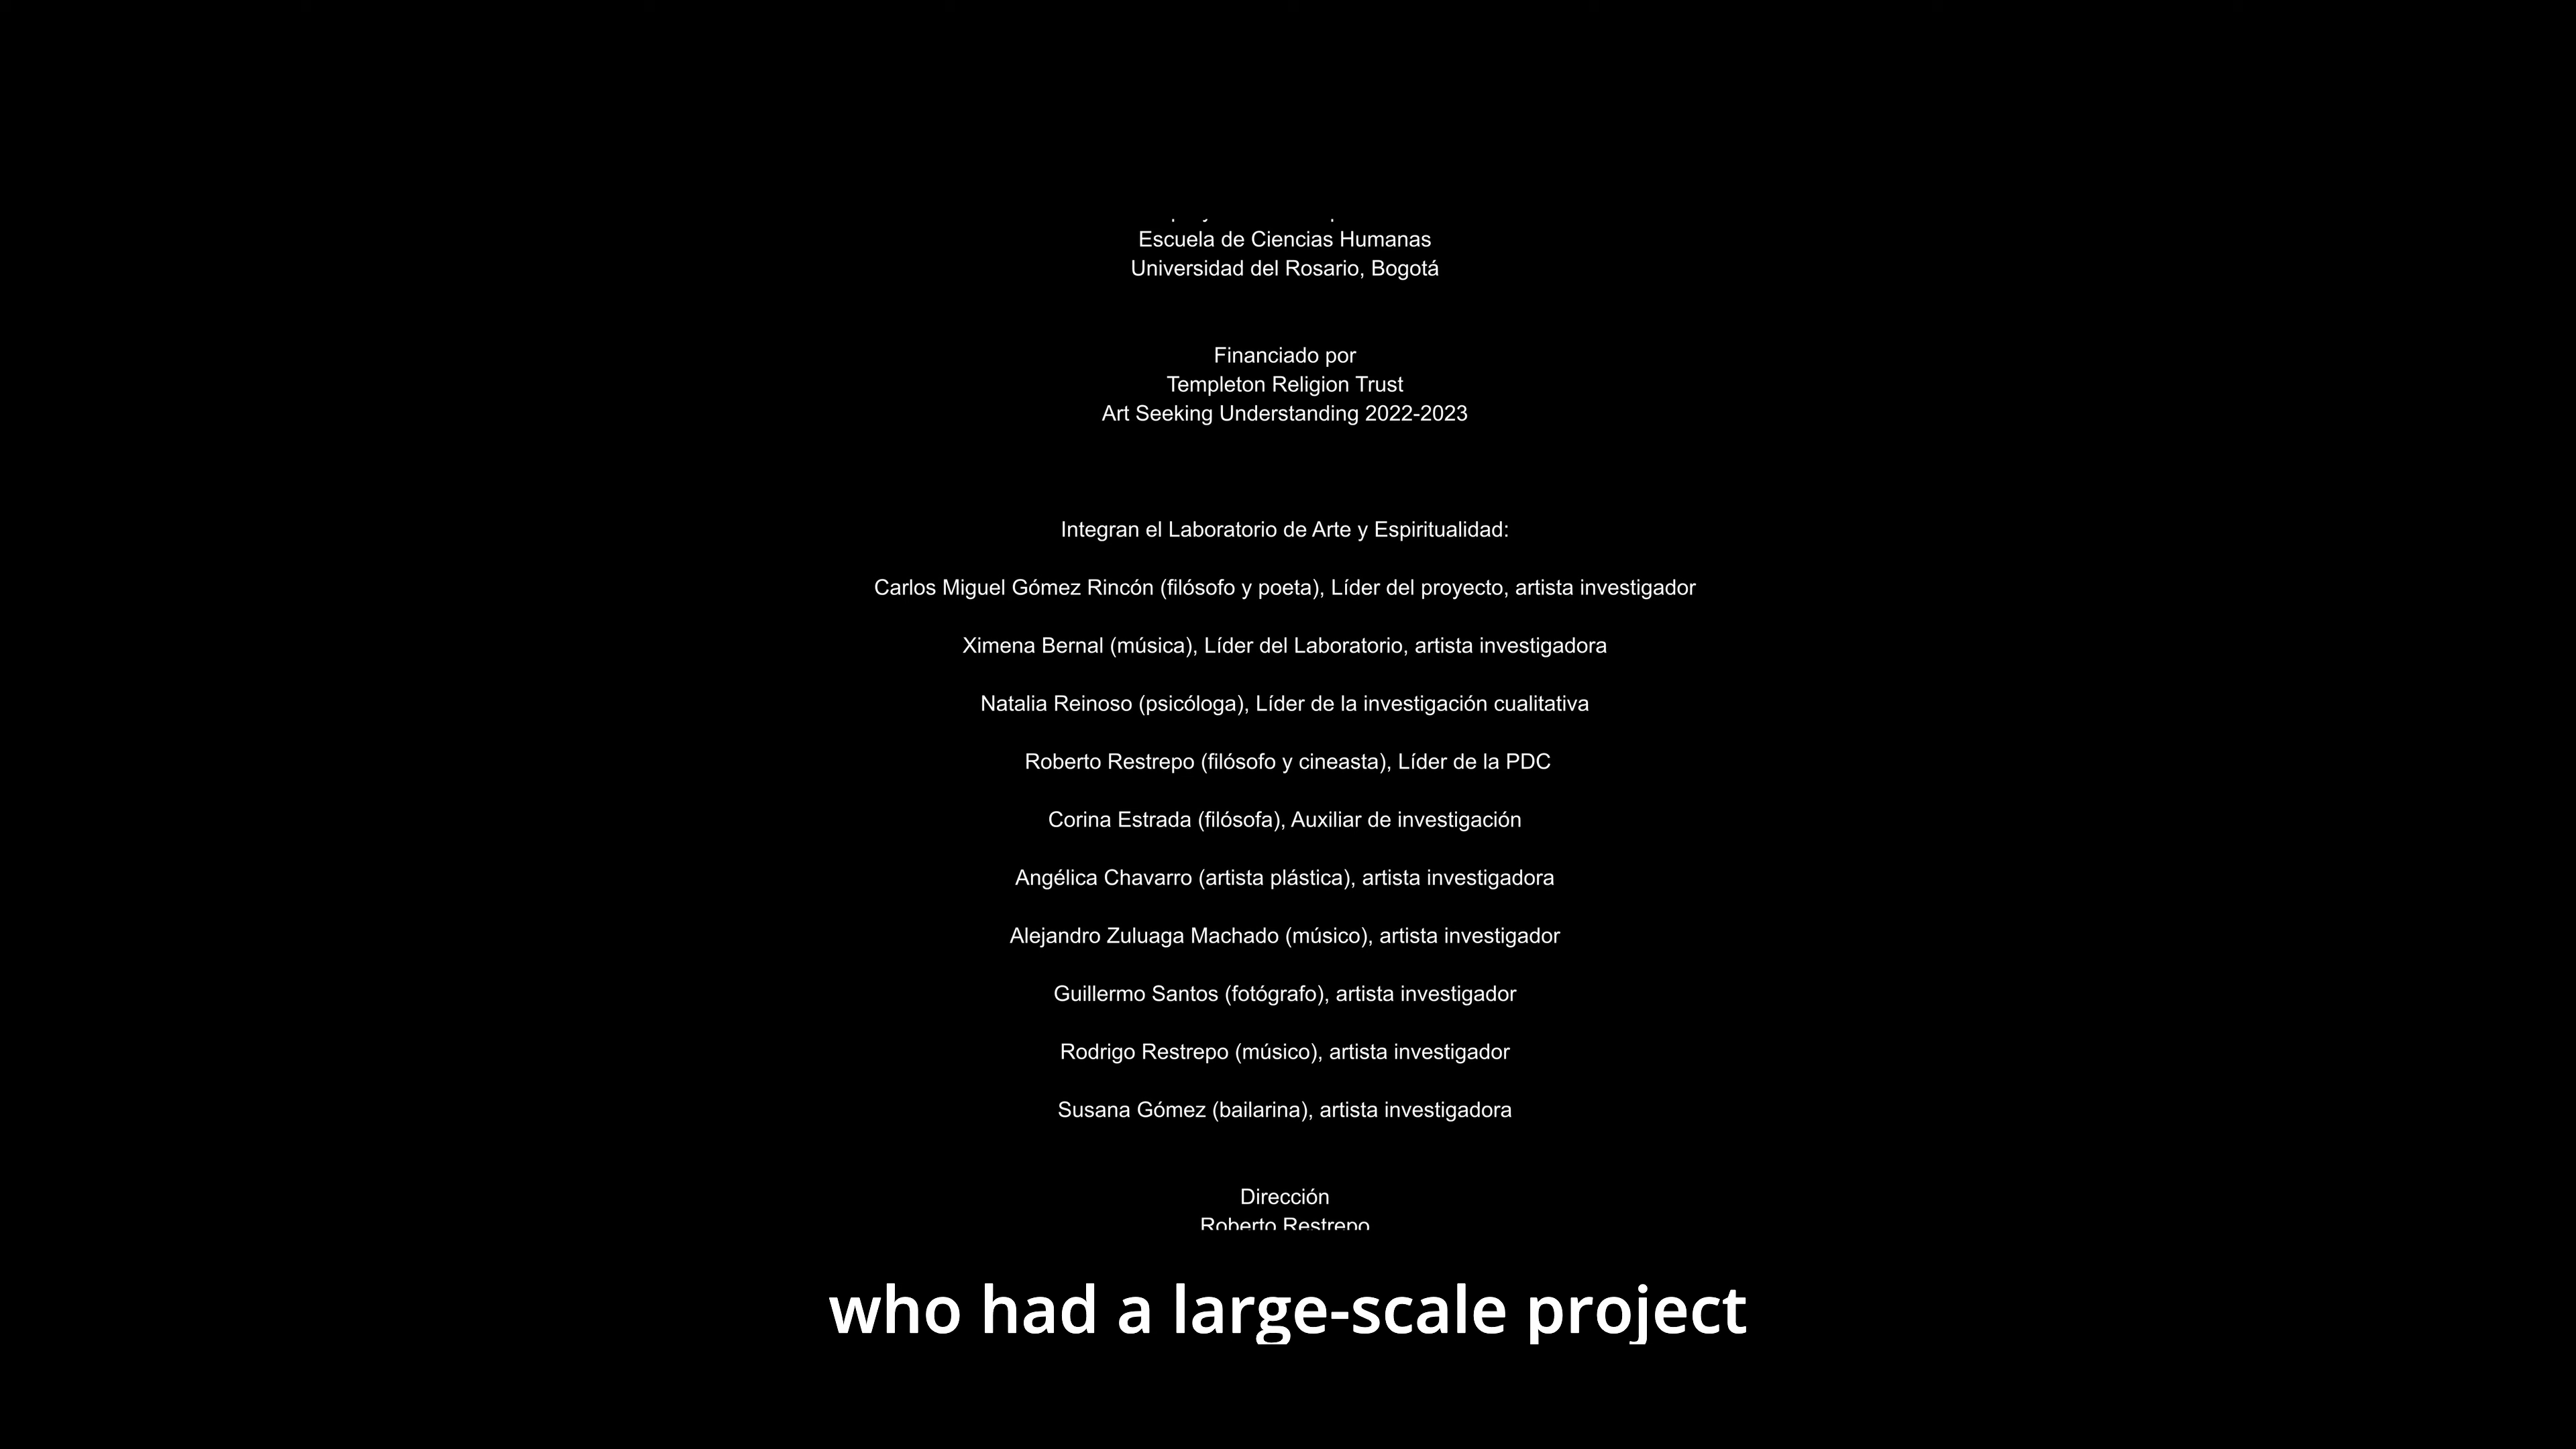 Escuela de Ciencias Humanas
Universidad del Rosario, Bogotá
Financiado por
Templeton Religion Trust
Art Seeking Understanding 2022-2023
Integran el Laboratorio de Arte y Espiritualidad:
Carlos Miguel Gómez Rincón (filósofo y poeta), Líder del proyecto, artista investigador
Ximena Bernal (música), Líder del Laboratorio, artista investigadora
Natalia Reinoso (psicóloga), Líder de la investigación cualitativa
Roberto Restrepo (filósofo y cineasta), Líder de la PDC
Corina Estrada (filósofa), Auxiliar de investigación
Angélica Chavarro (artista plástica), artista investigadora
Alejandro Zuluaga Machado (músico), artista investigador
Guillermo Santos (fotógrafo), artista investigador
Rodrigo Restrepo (músico), artista investigador
Susana Gómez (bailarina), artista investigadora
Dirección
Roberto Restrepo
who had a large-scale project